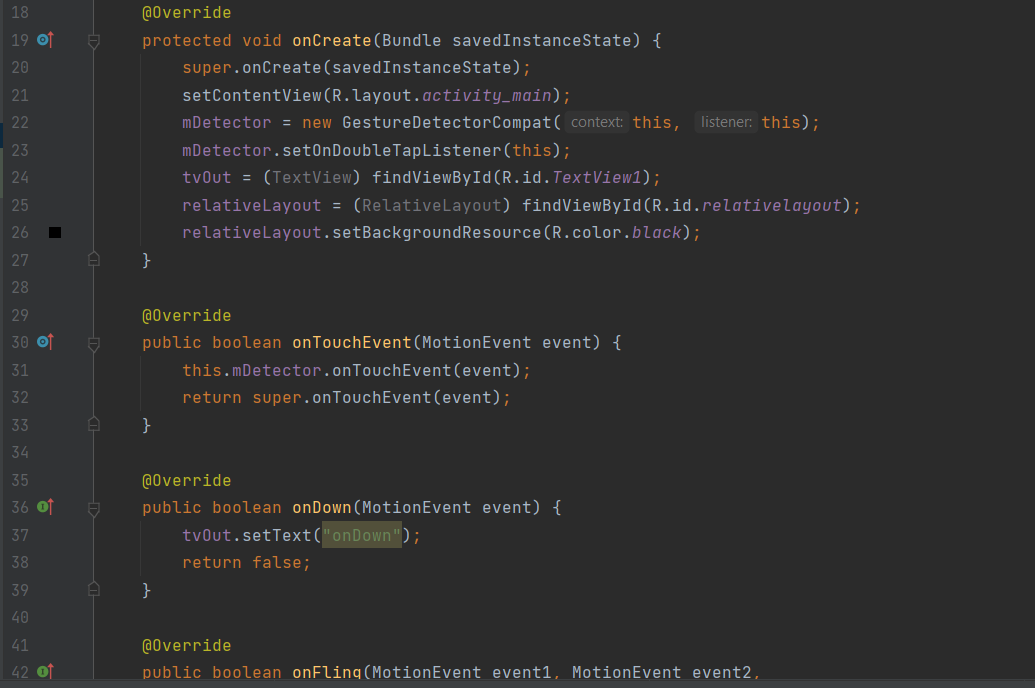 18 @Override
19 protected void onCreate(Bundle savedInstanceState) {
20 super.onCreate(savedInstanceState);
21 setContentView(R.layout.activity_main);
22 mDetector = new GestureDetectorCompat( context: this, listener: this);
23 mDetector.setOnDoubleTapListener(this);
24 tvOut = (TextView) findViewById(R.id.TextView1);
25 relativeLayout = (RelativeLayout) findViewById(R.id.relativelayout);
26 relativeLayout.setBackgroundResource(R.color.black);
27 }
28
29 @Override
30 public boolean onTouchEvent(MotionEvent event) {
31 this.mDetector.onTouchEvent(event);
32 return super.onTouchEvent(event);
33 }
34
35 @Override
36 public boolean onDown(MotionEvent event) {
37 tvOut.setText("onDown");
38 return false;
39 }
40
41 @Override
42 public boolean onFling(MotionEvent event1, MotionEvent event2,